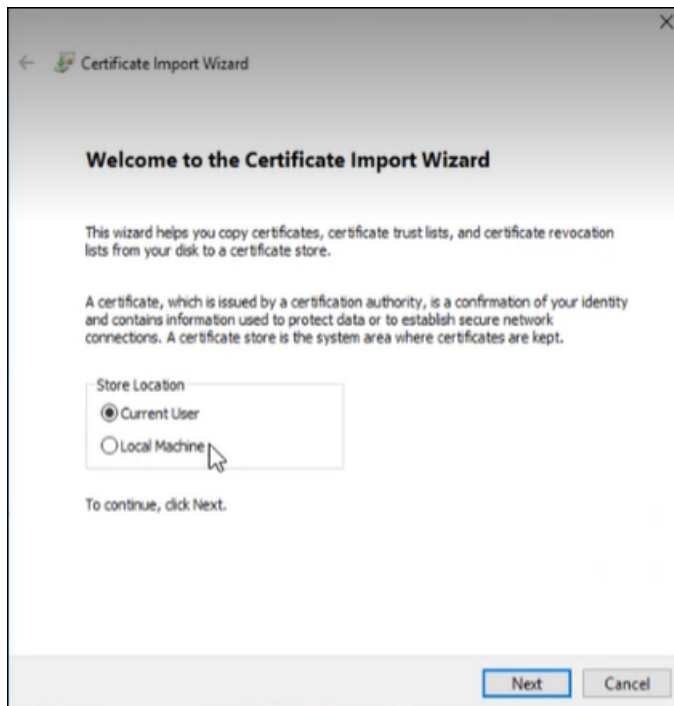 Certificate Import Wizard
Welcome to the Certificate Import Wizard
This wizard helps you copy certificates, certificate trust lists, and certificate revocation
lists from your disk to a certificate store.
A certificate, which is issued by a certification authority, is a confirmation of your identity
and contains information used to protect data or to establish secure network
connections. A certificate store is the system area where certificates are kept.
Store Location
Current User
Local Machine
To continue, click Next.
Next Cancel